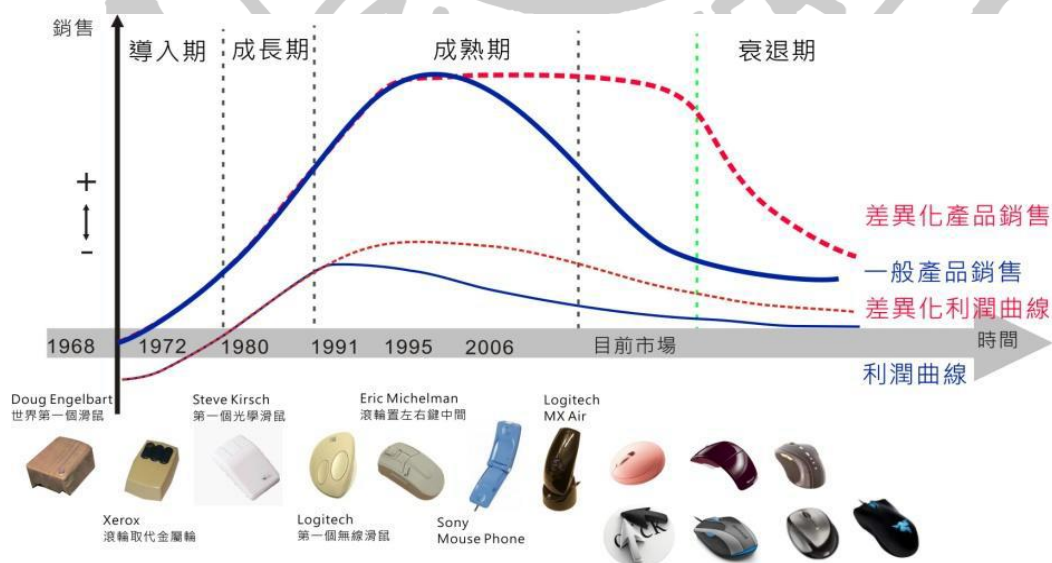 銷售
導入期
成長期
成熟期
衰退期
+
-
差異化產品銷售
一般產品銷售
差異化利潤曲線
利潤曲線
時間
1968
1972
1980
1991
1995
2006
目前市場
Doug Engelbart
世界第一個滑鼠
Steve Kirsch
第一個光學滑鼠
Eric Michelman
滾輪置左右鍵中間
Logitech
MX Air
Xerox
滾輪取代金屬輪
Logitech
第一個無線滑鼠
Sony
Mouse Phone